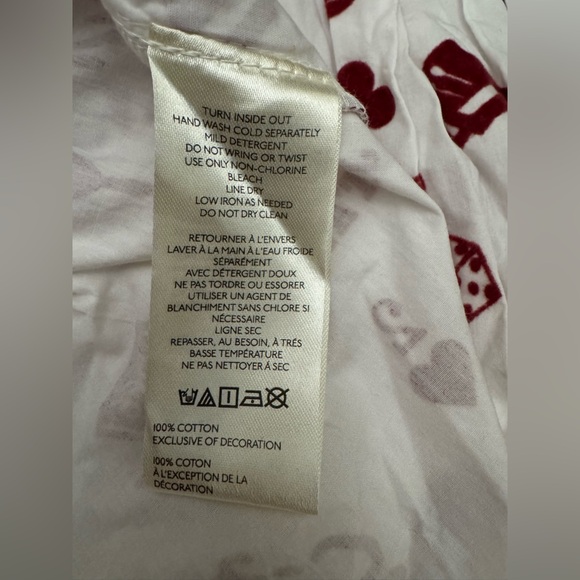 TURN INSIDE OUT
HAND WASH COLD SEPARATELY
MILD DETERGENT
DO NOT WRING OR TWIST
USE ONLY NON-CHLORINE
BLEACH
LINE DRY
LOW IRON AS NEEDED
DO NOT DRY CLEAN
RETOURNER À L'ENVERS
LAVER À LA MAIN À L'EAU FROIDE
SÉPARÉMENT
AVEC DÉTERGENT DOUX
NE PAS TORDRE OU ESSORER
UTILISER UN AGENT DE
BLANCHIMENT SANS CHLORE SI
NÉCESSAIRE
LIGNE SEC
REPASSER, AU BESOIN, À TRÉS
BASSE TEMPÉRATURE
NE PAS NETTOYER À SEC
100% COTTON
EXCLUSIVE OF DECORATION
100% COTON
À L'EXCEPTION DE LA
DÉCORATION
CA